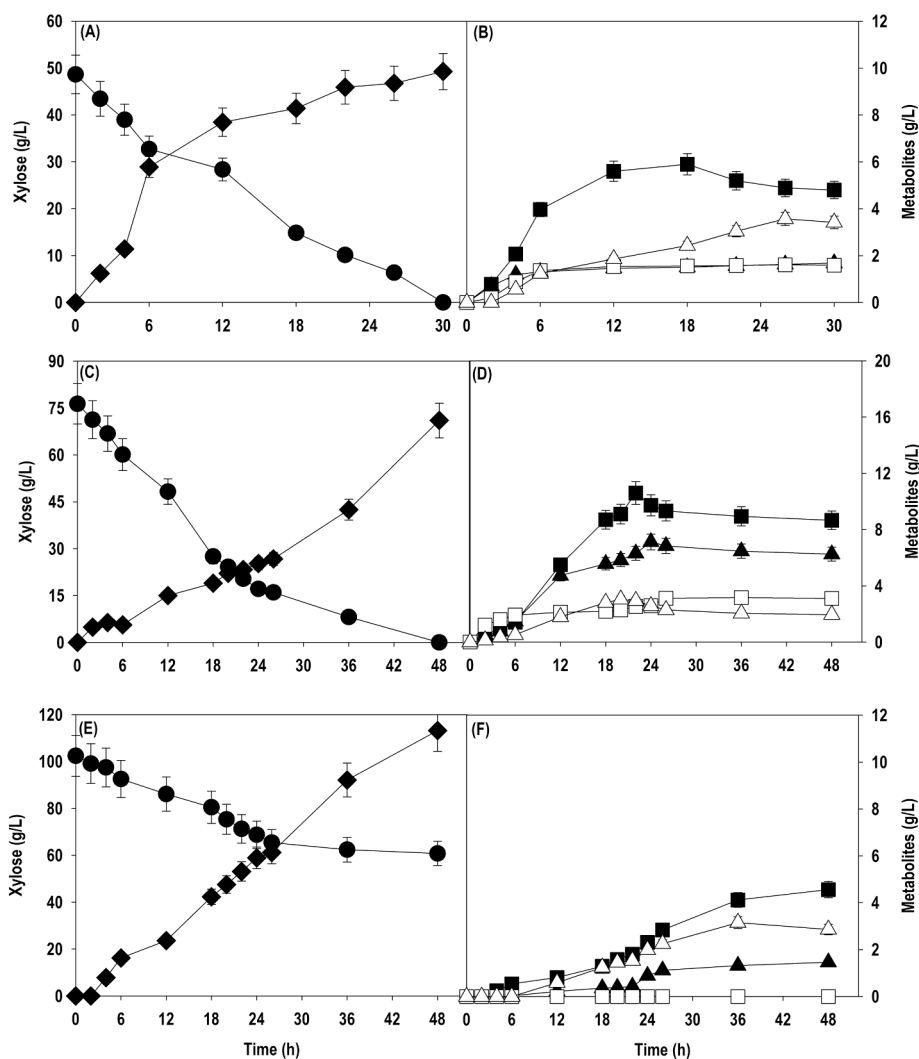 (A)
Xylose (g/L)
60
50
40
30
20
10
0
0 6 12 18 24 30
(B)
Metabolites (g/L)
12
10
8
6
4
2
0
0 6 12 18 24 30
(C)
Xylose (g/L)
90
75
60
45
30
15
0
0 6 12 18 24 30 36 42 48
(D)
Metabolites (g/L)
20
16
12
8
4
0
0 6 12 18 24 30 36 42 48
(E)
Xylose (g/L)
120
100
80
60
40
20
0
0 6 12 18 24 30 36 42 48
Time (h)
(F)
Metabolites (g/L)
12
10
8
6
4
2
0
0 6 12 18 24 30 36 42 48
Time (h)